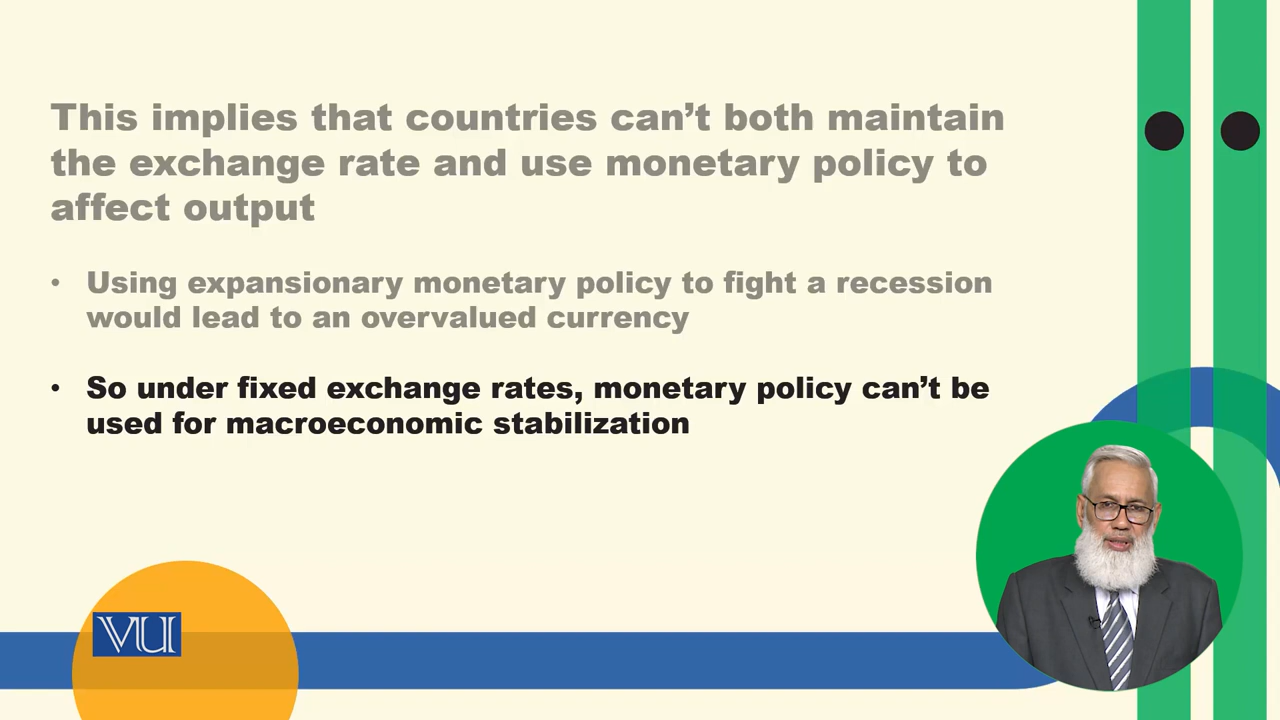 This implies that countries can’t both maintain
the exchange rate and use monetary policy to
affect output
• Using expansionary monetary policy to fight a recession
would lead to an overvalued currency
• So under fixed exchange rates, monetary policy can’t be
used for macroeconomic stabilization
VU